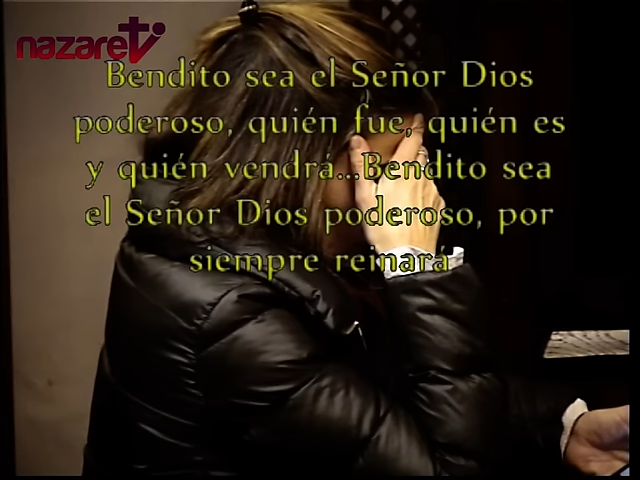 nazaretv
Bendito sea el Señor Dios
poderoso, quién fue, quién es
y quién vendrá...Bendito sea
el Señor Dios poderoso, por
siempre reinará